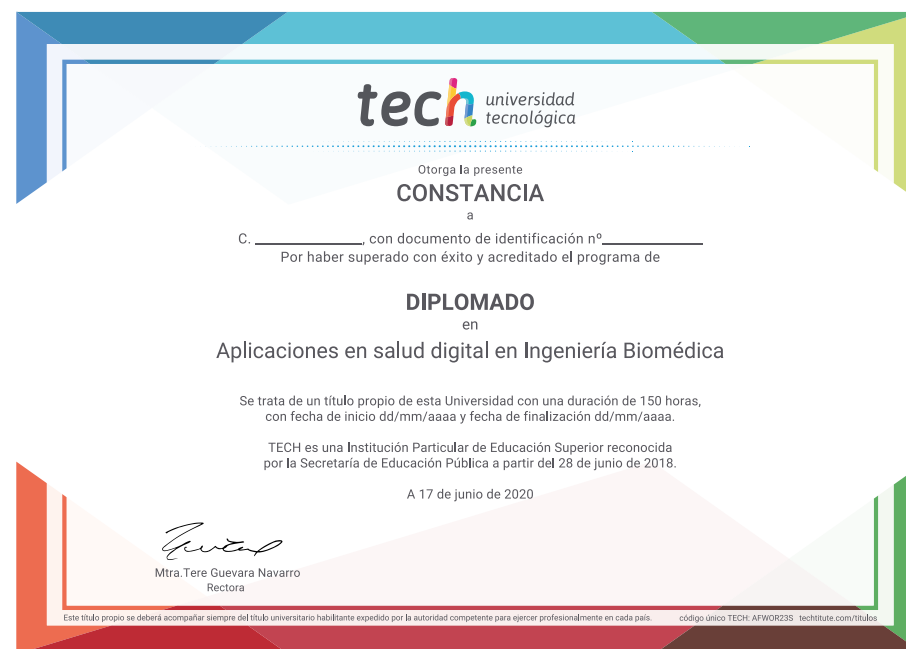 tech universidad
tecnológica
Otorga la presente
CONSTANCIA
a
C. ____________, con documento de identificación nº____________
Por haber superado con éxito y acreditado el programa de
DIPLOMADO
en
Aplicaciones en salud digital en Ingeniería Biomédica
Se trata de un título propio de esta Universidad con una duración de 150 horas,
con fecha de inicio dd/mm/aaaa y fecha de finalización dd/mm/aaaa.
TECH es una Institución Particular de Educación Superior reconocida
por la Secretaría de Educación Pública a partir del 28 de junio de 2018.
A 17 de junio de 2020
Mtra.Tere Guevara Navarro
Rectora
Este título propio se deberá acompañar siempre del título universitario habilitante expedido por la autoridad competente para ejercer profesionalmente en cada país. código único TECH: AFWOR23S techtitute.com/titulos